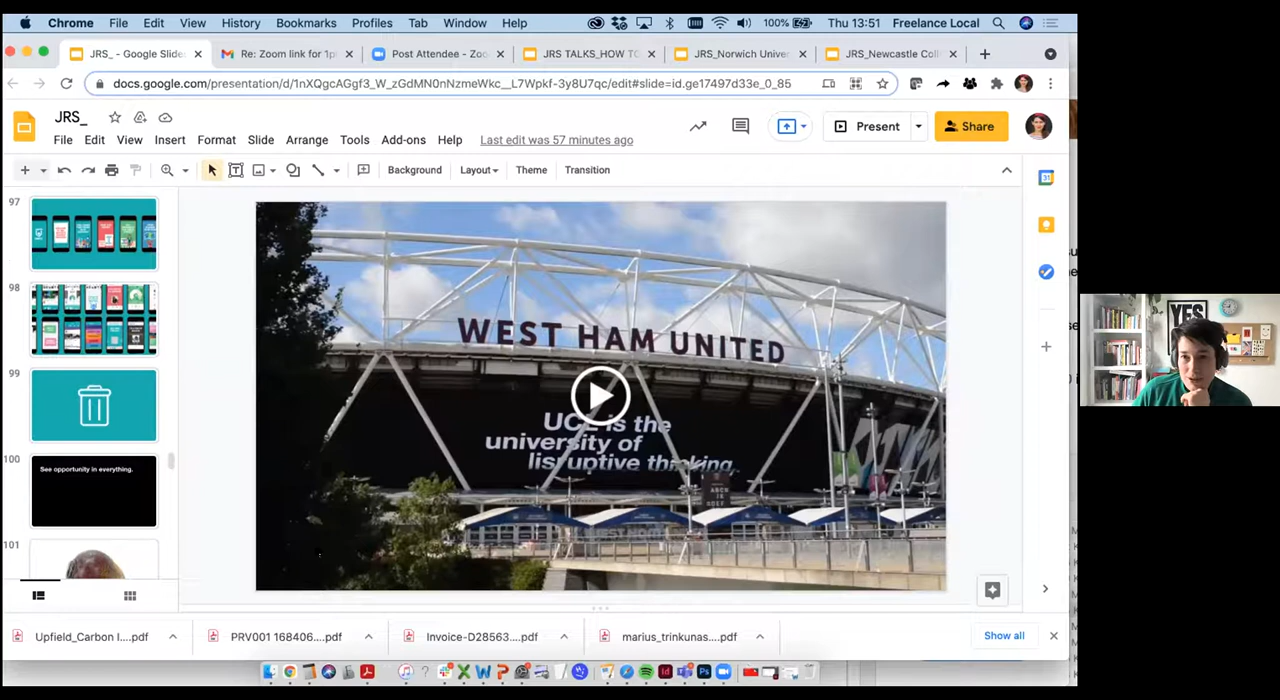 Chrome File Edit View History Bookmarks Profiles Tab Window Help 100% Thu 13:51 Freelance Local
JRS_ - Google Slide Re: Zoom link for 1p Post Attendee - Zoo JRS TALKS_HOW TO JRS_Norwich Univer JRS_Newcastle Coll
docs.google.com/presentation/d/1nXQgcAGgf3_W_zGdMN0nNzmeWkc__L7Wpkf-3y8U7qc/edit#slide=id.ge17497d33e_0_85
JRS_
File Edit View Insert Format Slide Arrange Tools Add-ons Help Last edit was 57 minutes ago
Present Share
Background Layout Theme Transition
97
98
99
100
See opportunity in everything.
101
WEST HAM UNITED
is the
university of
disruptive thinking.
YES
Upfield_Carbon I....pdf PRV001 168406....pdf Invoice-D28563....pdf marius_trinkunas....pdf Show all